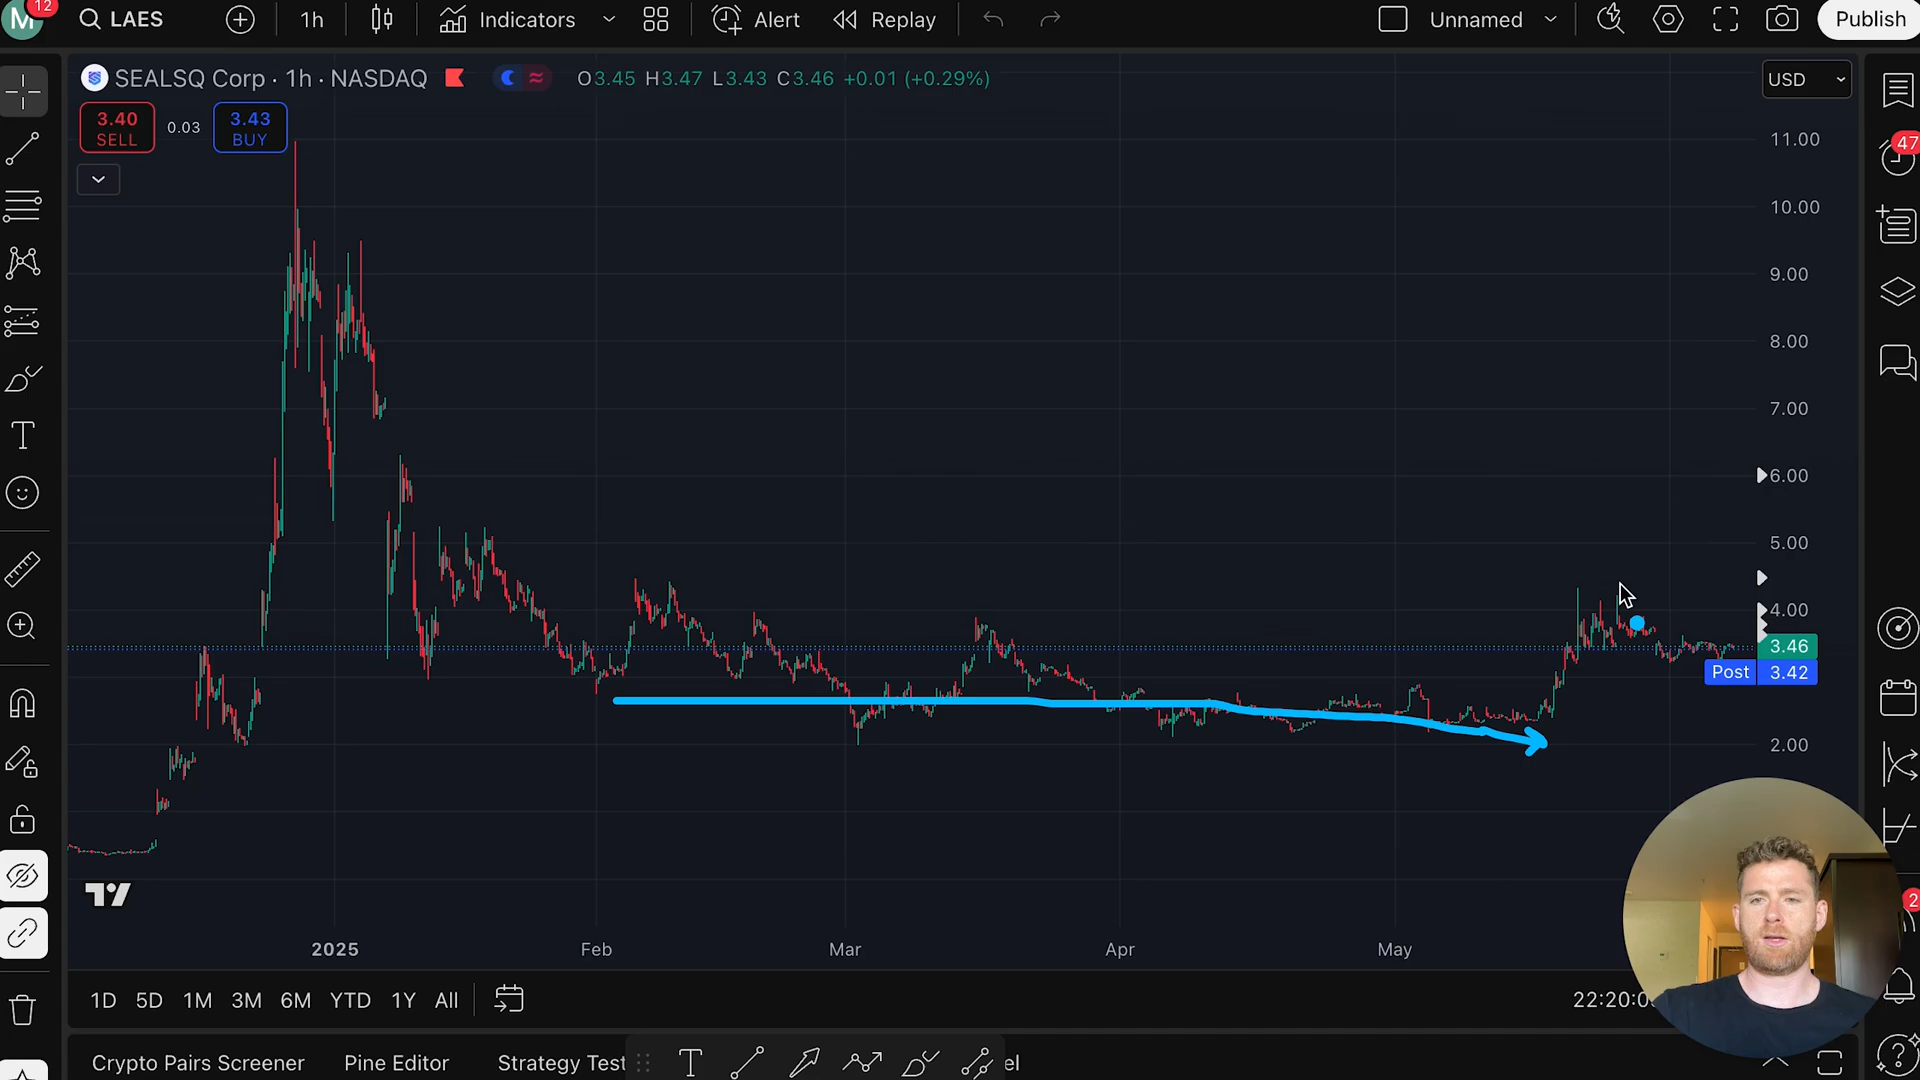 M 12 LAES 1h Indicators Alert Replay Unnamed Publish
SEALSQ Corp · 1h · NASDAQ O3.45 H3.47 L3.43 C3.46 +0.01 (+0.29%) USD
3.40 SELL 0.03 3.43 BUY
11.00
47
10.00
9.00
8.00
7.00
6.00
5.00
4.00
3.46
Post 3.42
2.00
2
2025 Feb Mar Apr May
1D 5D 1M 3M 6M YTD 1Y All 22:20:0
Crypto Pairs Screener Pine Editor Strategy Test T el